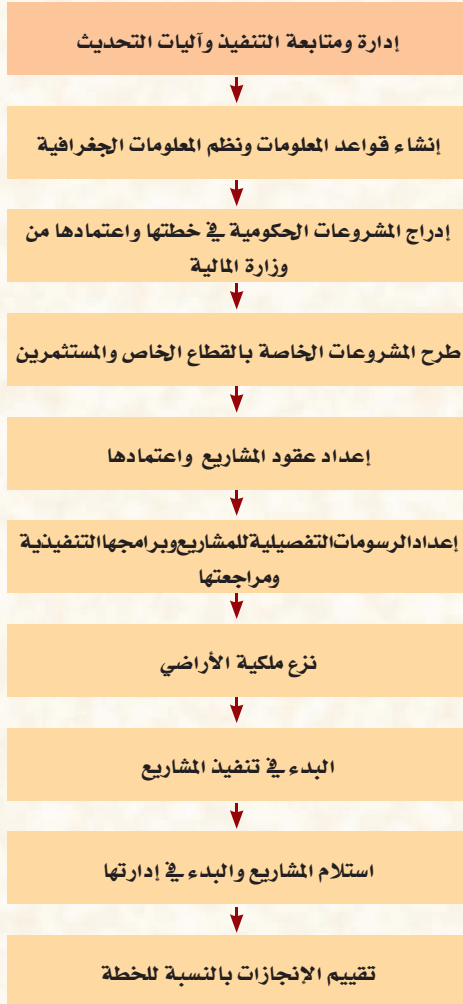 إدارة ومتابعة التنفيذ وآليات التحديث
إنشاء قواعد المعلومات ونظم المعلومات الجغرافية
إدراج المشروعات الحكومية في خطتها واعتمادها من
وزارة المالية
طرح المشروعات الخاصة بالقطاع الخاص والمستثمرين
إعداد عقود المشاريع واعتمادها
إعداد الرسومات التفصيلية للمشاريع وبرامجها التنفيذية
ومراجعتها
نزع ملكية الأراضي
البدء في تنفيذ المشاريع
استلام المشاريع والبدء في إدارتها
تقييم الإنجازات بالنسبة للخطة